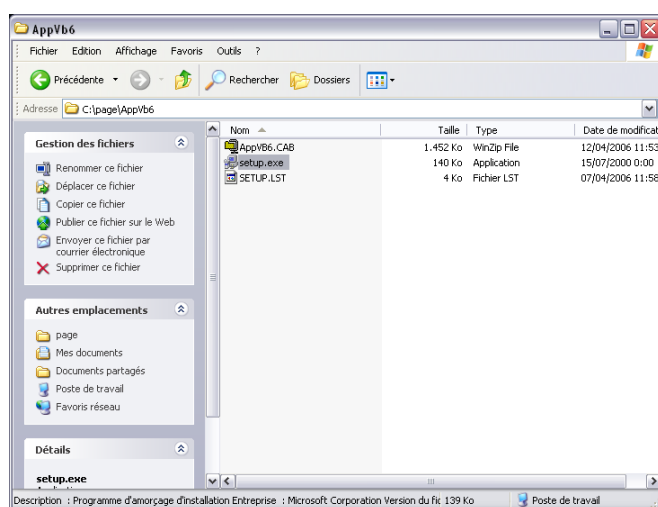 AppVb6
Fichier Edition Affichage Favoris Outils ?
Précédente Rechercher Dossiers
Adresse C:\page\AppVb6
Gestion des fichiers
Renommer ce fichier
Déplacer ce fichier
Copier ce fichier
Publier ce fichier sur le Web
Envoyer ce fichier par
courrier électronique
Supprimer ce fichier
Autres emplacements
page
Mes documents
Documents partagés
Poste de travail
Favoris réseau
Détails
setup.exe
Nom Taille Type Date de modificat
AppVB6.CAB 1.452 Ko WinZip File 12/04/2006 11:53
setup.exe 140 Ko Application 15/07/2000 0:00
SETUP.LST 4 Ko Fichier LST 07/04/2006 11:58
Description : Programme d'amorçage d'installation Entreprise : Microsoft Corporation Version du fic 139 Ko Poste de travail